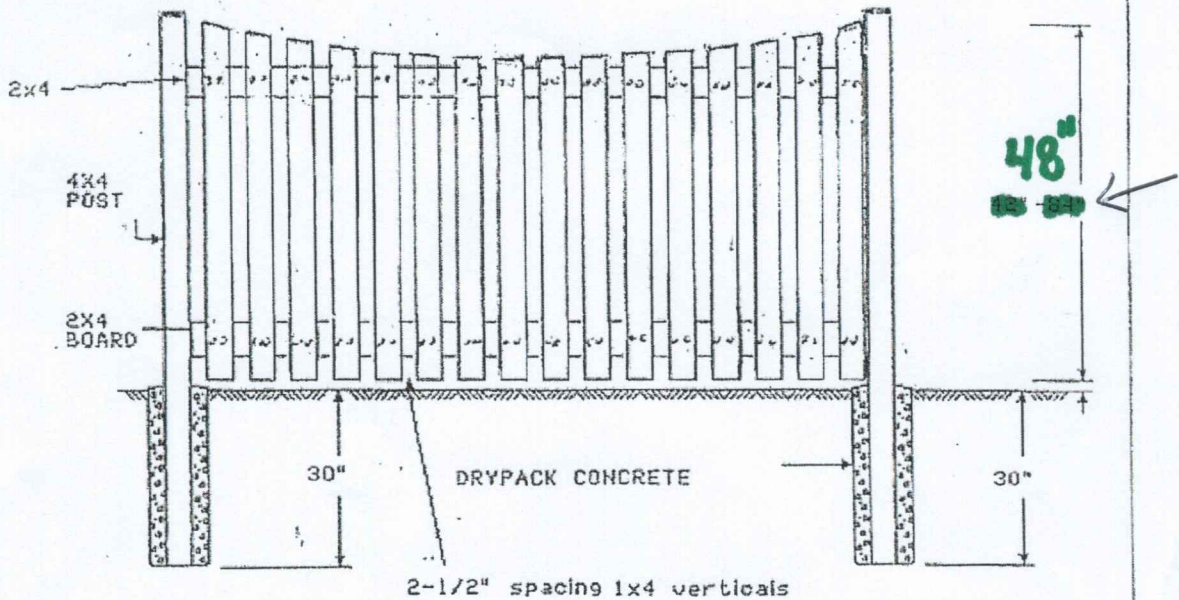 2x4
48"
4X4
POST
2X4
BOARD
30"
DRYPACK CONCRETE
30"
2-1/2" spacing 1x4 verticals